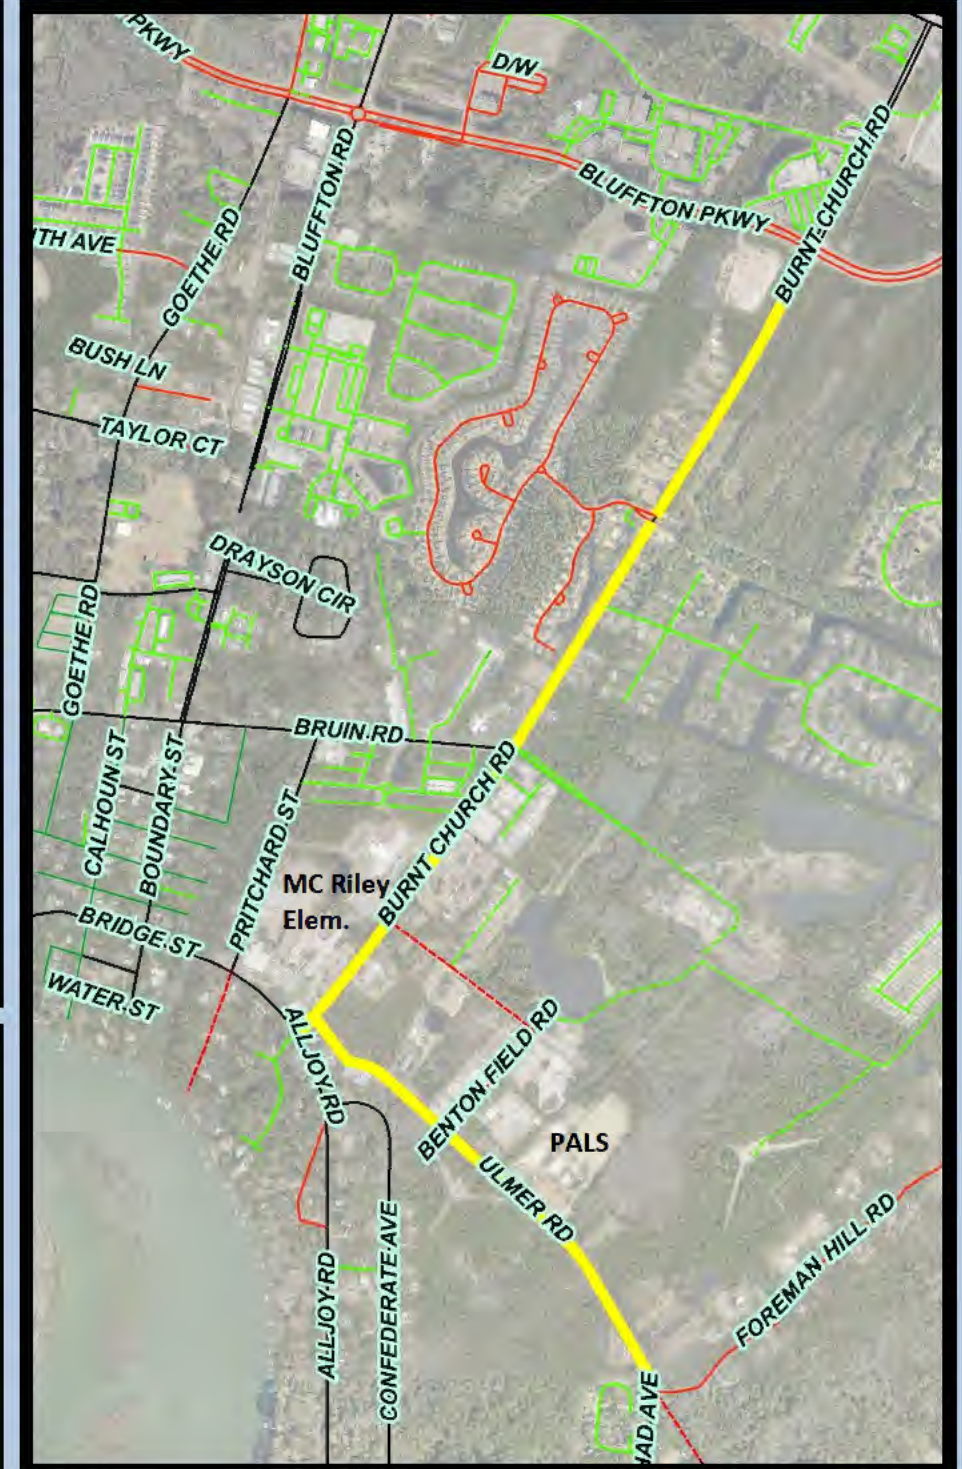 PKWY
D/W
BLUFFTON PKWY
BURNT CHURCH RD
BLUFFTON RD
GOETHE RD
ITH AVE
BUSH LN
TAYLOR CT
DRAYSON CIR
GOETHE RD
BRUIN RD
CALHOUN ST
BOUNDARY ST
PRITCHARD ST
BURNT CHURCH RD
MC Riley
Elem.
BRIDGE ST
WATER ST
ALLJOY RD
BENTON FIELD RD
PALS
ULMER RD
FOREMAN HILL RD
ALLJOY RD
CONFEDERATE AVE
HAD AVE